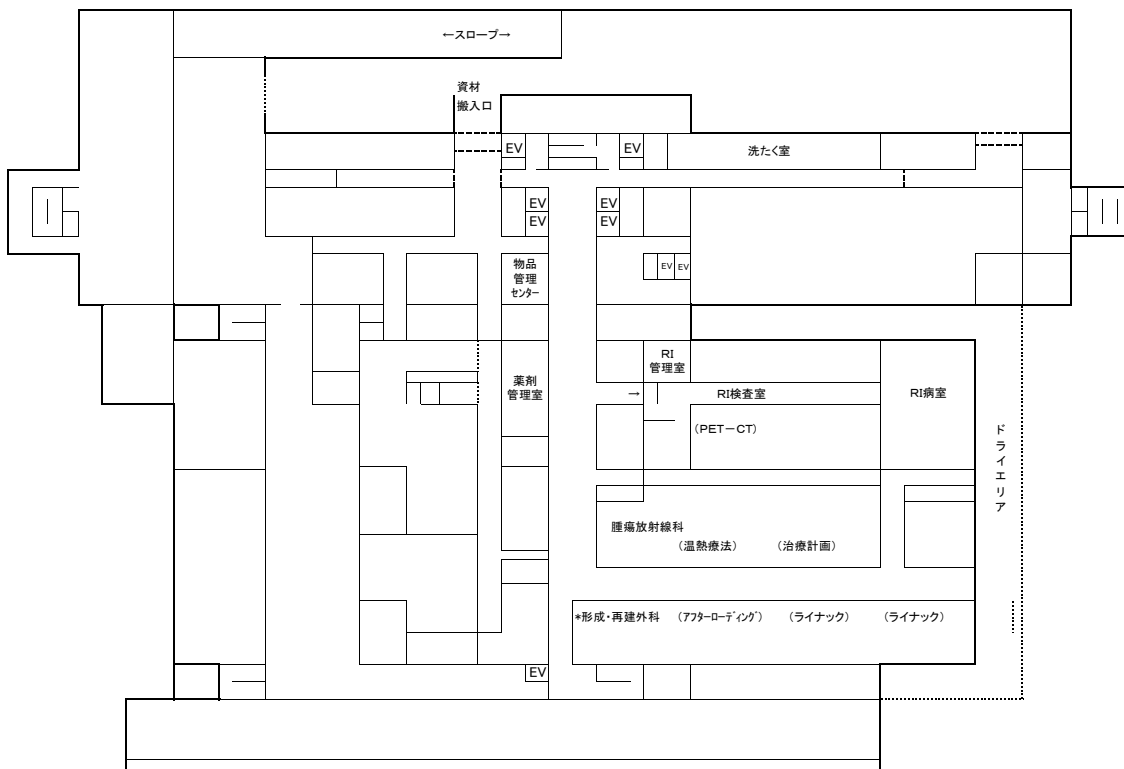 ←スロープ→
資材
搬入口
EV
EV
洗たく室
EV
EV
EV
EV
物品
管理
センター
EV
EV
RI
管理室
薬剤
管理室
→
RI検査室
RI病室
(PET－CT)
ドライエリア
腫瘍放射線科
(温熱療法)
(治療計画)
*形成・再建外科
(アフターローディング)
(ライナック)
(ライナック)
EV